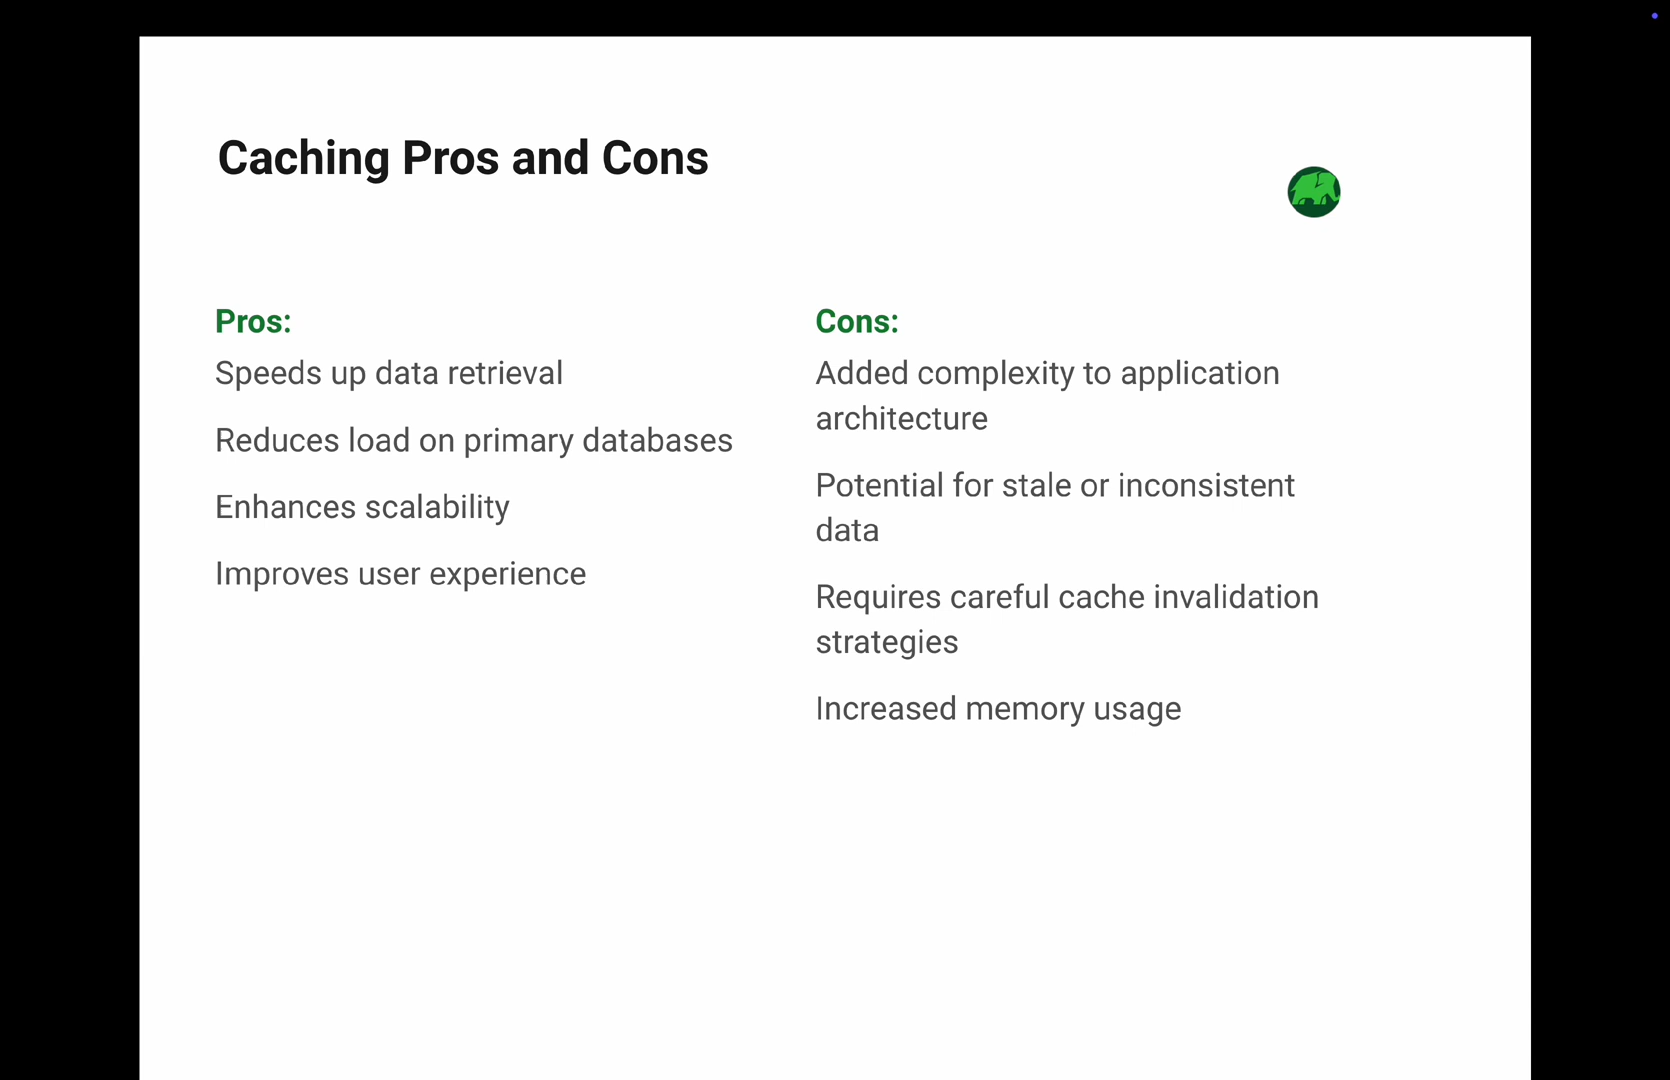 Caching Pros and Cons
Pros:
Speeds up data retrieval
Reduces load on primary databases
Enhances scalability
Improves user experience
Cons:
Added complexity to application
architecture
Potential for stale or inconsistent
data
Requires careful cache invalidation
strategies
Increased memory usage